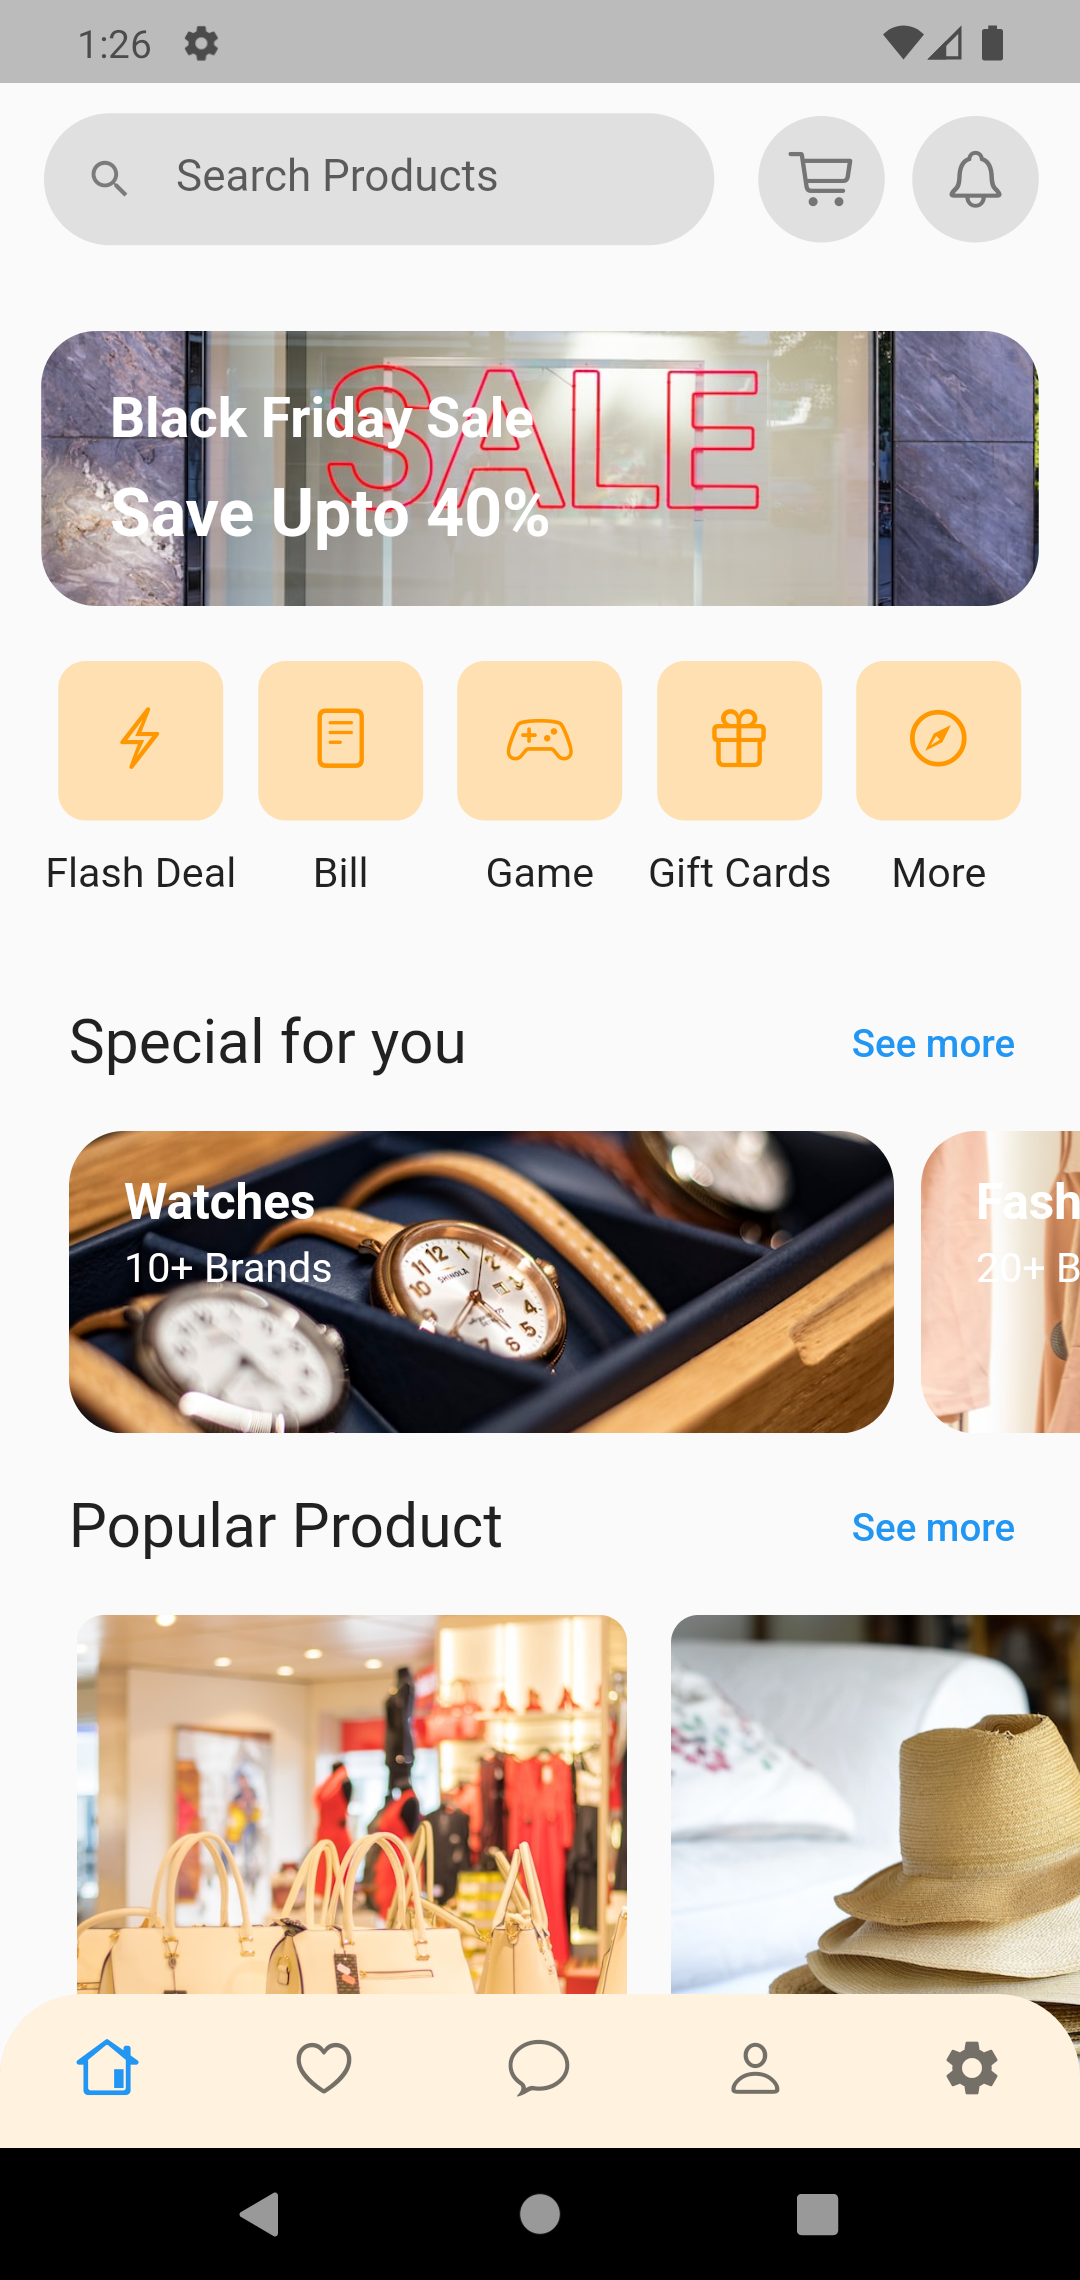 1:26
Search Products
SALE
Black Friday Sale
Save Upto 40%
Flash Deal
Bill
Game
Gift Cards
More
Special for you
See more
Watches
10+ Brands
SHINOLA
Fash
20+ B
Popular Product
See more